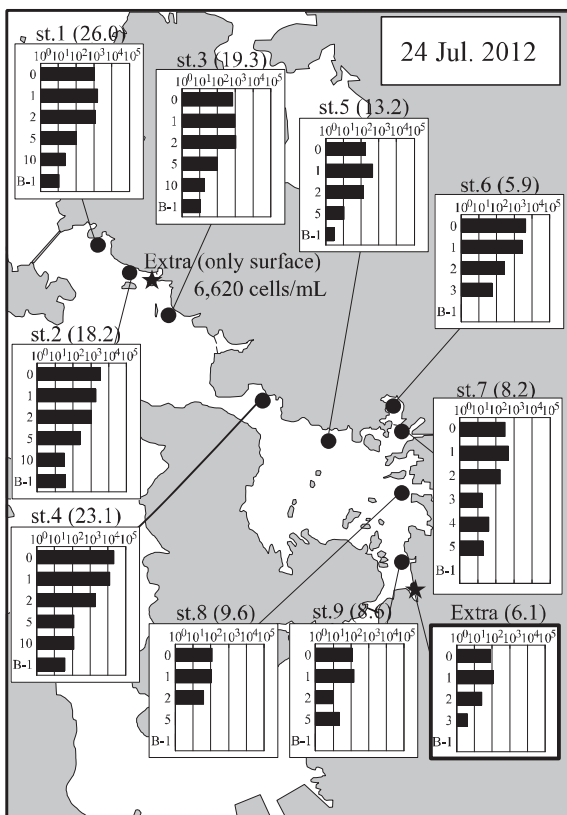 24 Jul. 2012
st.1 (26.0)
10⁰10¹10²10³10⁴10⁵
0
1
2
5
10
B-1
st.3 (19.3)
10⁰10¹10²10³10⁴10⁵
0
1
2
5
10
B-1
st.5 (13.2)
10⁰10¹10²10³10⁴10⁵
0
1
2
5
B-1
st.6 (5.9)
10⁰10¹10²10³10⁴10⁵
0
1
2
3
B-1
Extra (only surface)
6,620 cells/mL
st.2 (18.2)
10⁰10¹10²10³10⁴10⁵
0
1
2
5
10
B-1
st.7 (8.2)
10⁰10¹10²10³10⁴10⁵
0
1
2
3
4
5
B-1
st.4 (23.1)
10⁰10¹10²10³10⁴10⁵
0
1
2
5
10
B-1
st.8 (9.6)
10⁰10¹10²10³10⁴10⁵
0
1
2
5
B-1
st.9 (8.6)
10⁰10¹10²10³10⁴10⁵
0
1
2
5
B-1
Extra (6.1)
10⁰10¹10²10³10⁴10⁵
0
1
2
3
B-1